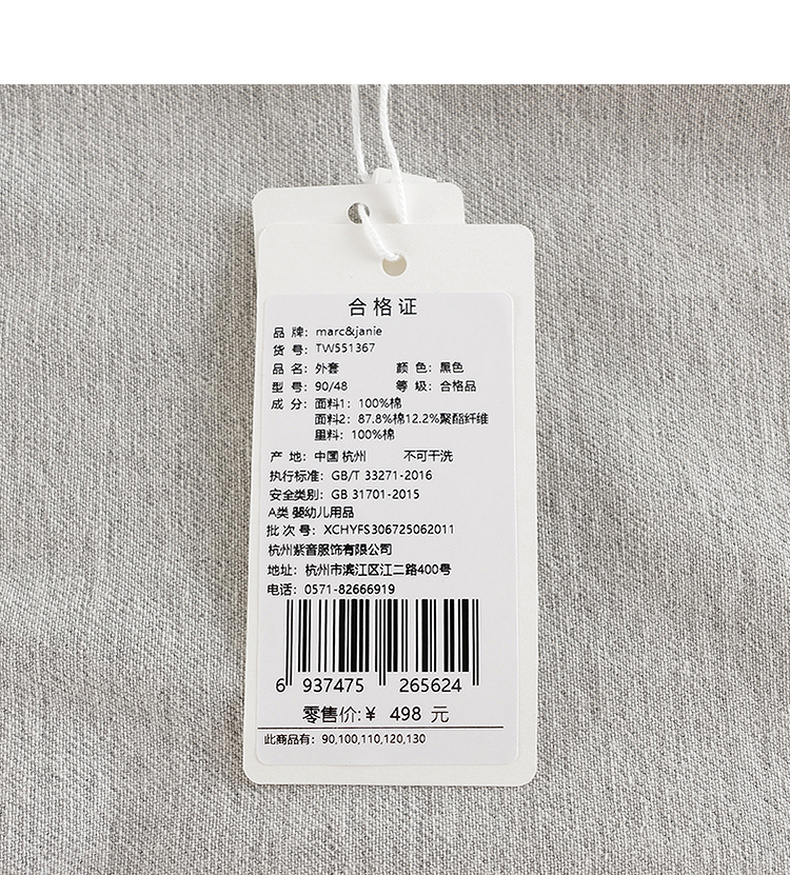 合格证
品 牌：marc&janie
货 号：TW551367
品 名：外套 颜 色：黑色
型 号：90/48 等 级：合格品
成 分：面料1：100%棉
面料2：87.8%棉12.2%聚酯纤维
里料：100%棉
产 地：中国 杭州 不可干洗
执行标准：GB/T 33271-2016
安全类别：GB 31701-2015
A类 婴幼儿用品
批 次 号：XCHYFS306725062011
杭州紫音服饰有限公司
地址：杭州市滨江区江二路400号
电话：0571-82666919
6 937475 265624
零售价:￥ 498 元
此商品有：90,100,110,120,130